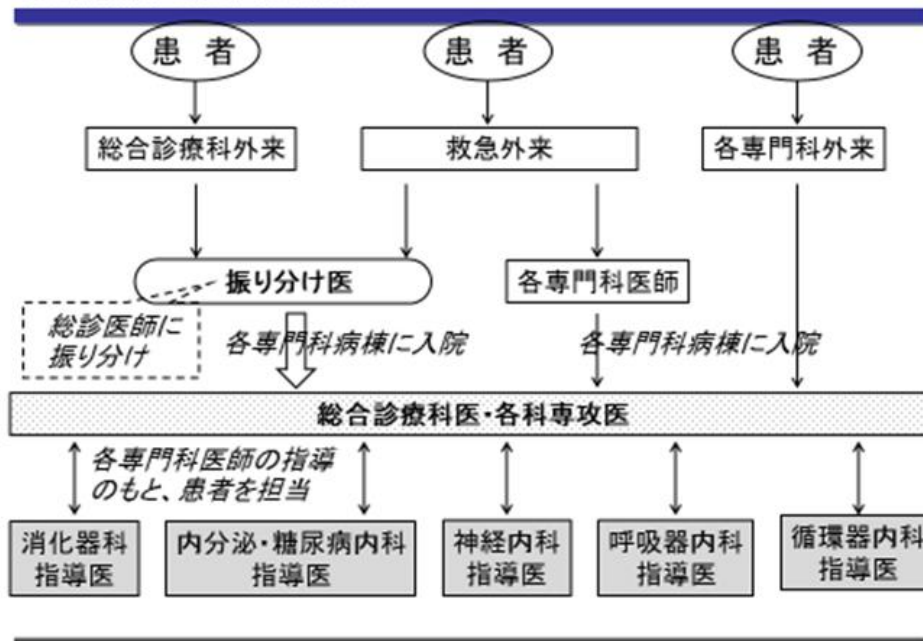 患 者
患 者
患 者
総合診療科外来
救急外来
各専門科外来
振り分け医
各専門科医師
総診医師に
振り分け
各専門科病棟に入院
各専門科病棟に入院
総合診療科医・各科専攻医
各専門科医師の指導
のもと、患者を担当
消化器科
指導医
内分泌・糖尿病内科
指導医
神経内科
指導医
呼吸器内科
指導医
循環器内科
指導医